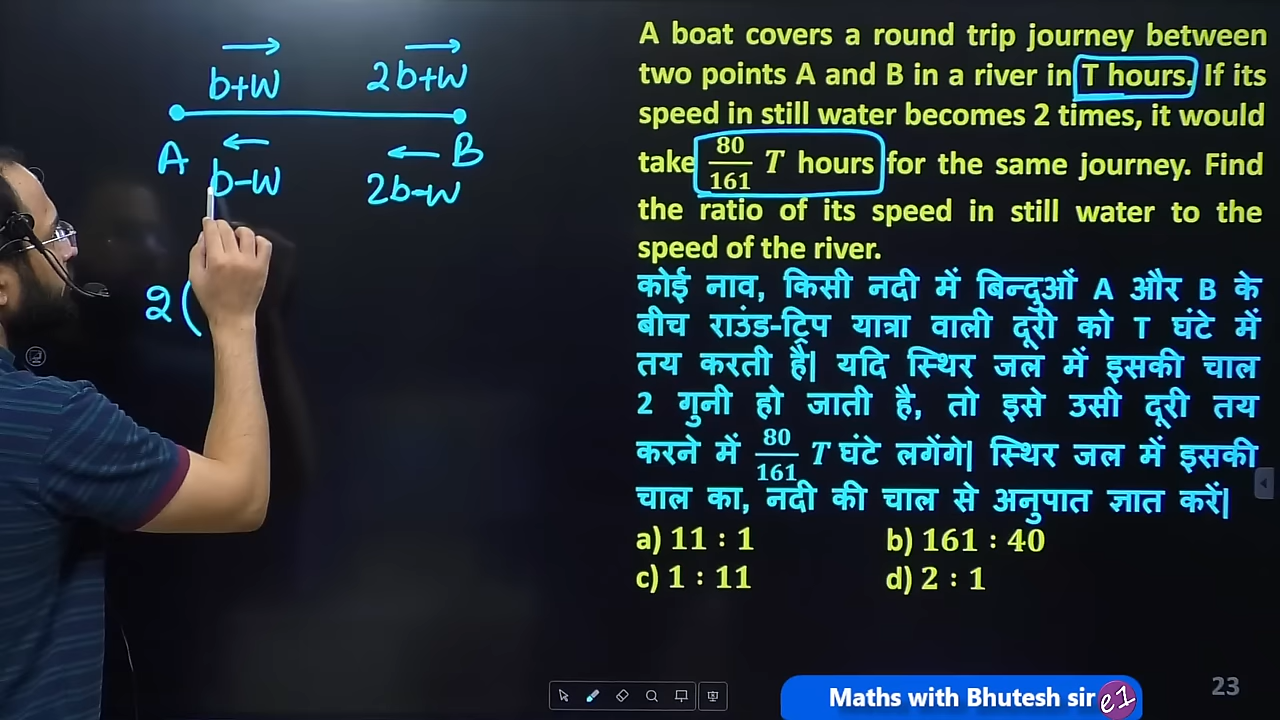 b+w
2b+w
A
B
b-w
2b-w
2(
A boat covers a round trip journey between
two points A and B in a river in T hours. If its
speed in still water becomes 2 times, it would
take 80/161 T hours for the same journey. Find
the ratio of its speed in still water to the
speed of the river.
कोई नाव, किसी नदी में बिन्दुओं A और B के
बीच राउंड-ट्रिप यात्रा वाली दूरी को T घंटे में
तय करती है| यदि स्थिर जल में इसकी चाल
2 गुनी हो जाती है, तो इसे उसी दूरी तय
करने में 80/161 T घंटे लगेंगे| स्थिर जल में इसकी
चाल का, नदी की चाल से अनुपात ज्ञात करें|
a) 11 : 1 b) 161 : 40
c) 1 : 11 d) 2 : 1
Maths with Bhutesh sir e1
23